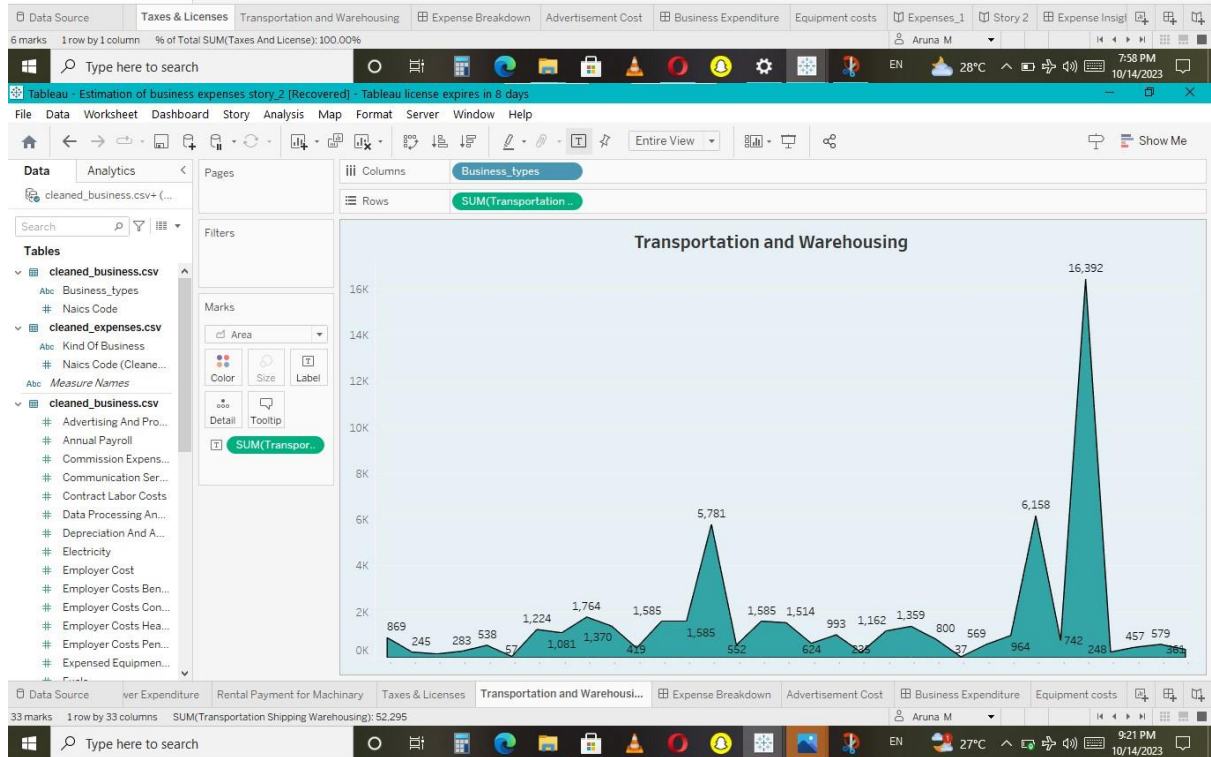 Data Source Taxes & Licenses Transportation and Warehousing Expense Breakdown Advertisement Cost Business Expenditure Equipment costs Expenses_1 Story 2 Expense Insigl
6 marks 1 row by 1 column % of Total SUM(Taxes And License): 100.00% Aruna M
Type here to search EN 28°C 7:58 PM
10/14/2023
Tableau - Estimation of business expenses story_2 [Recovered] - Tableau license expires in 8 days
File Data Worksheet Dashboard Story Analysis Map Format Server Window Help
Entire View Show Me
Data Analytics Pages Columns Business_types
cleaned_business.csv+ (... Rows SUM(Transportation ..
Search Filters
Transportation and Warehousing
Tables
cleaned_business.csv
Abc Business_types
# Naics Code
cleaned_expenses.csv
Abc Kind Of Business
# Naics Code (Cleane...
Abc Measure Names
cleaned_business.csv
# Advertising And Pro...
# Annual Payroll
# Commission Expens...
# Communication Ser...
# Contract Labor Costs
# Data Processing An...
# Depreciation And A...
# Electricity
# Employer Cost
# Employer Costs Ben...
# Employer Costs Con...
# Employer Costs Hea...
# Employer Costs Pen...
# Expensed Equipmen...
Marks
Area
Color Size Label
Detail Tooltip
SUM(Transpor..
16,392
16K
14K
12K
10K
8K
6K 5,781 6,158
4K
2K
869 245 283 538 57 1,224 1,081 1,764 1,370 419 1,585 1,585 552 1,585 1,514 624 993 235 1,162 1,359 800 37 569 964 742 248 457 579 361
0K
Data Source ver Expenditure Rental Payment for Machinary Taxes & Licenses Transportation and Warehousi... Expense Breakdown Advertisement Cost Business Expenditure Equipment costs
33 marks 1 row by 33 columns SUM(Transportation Shipping Warehousing): 52,295 Aruna M
Type here to search EN 27°C 9:21 PM
10/14/2023